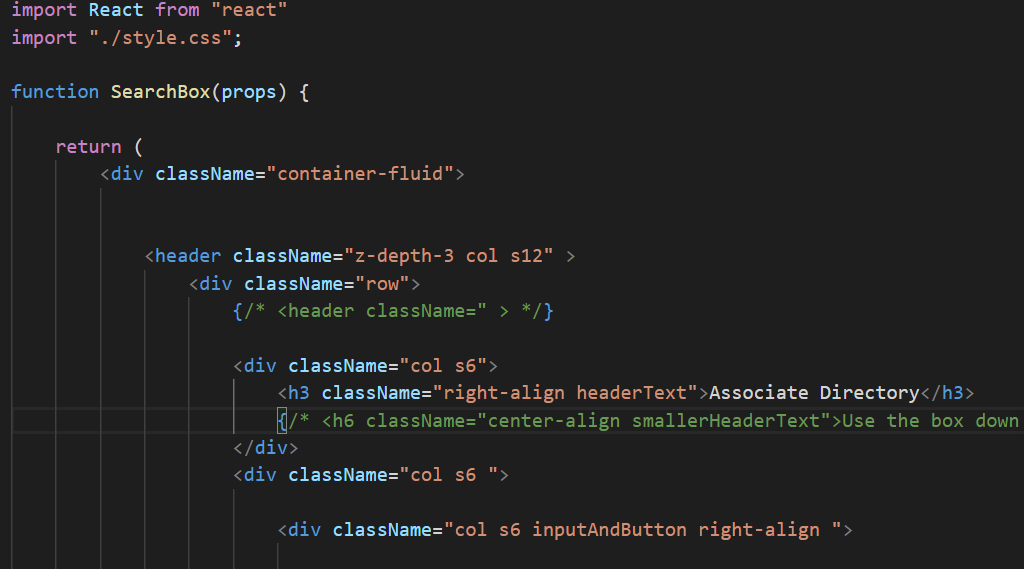 import React from "react"
import "./style.css";
function SearchBox(props) {
return (
<div className="container-fluid">
<header className="z-depth-3 col s12" >
<div className="row">
{/* <header className=" > */}
<div className="col s6">
<h3 className="right-align headerText">Associate Directory</h3>
{/* <h6 className="center-align smallerHeaderText">Use the box down
</div>
<div className="col s6 ">
<div className="col s6 inputAndButton right-align ">